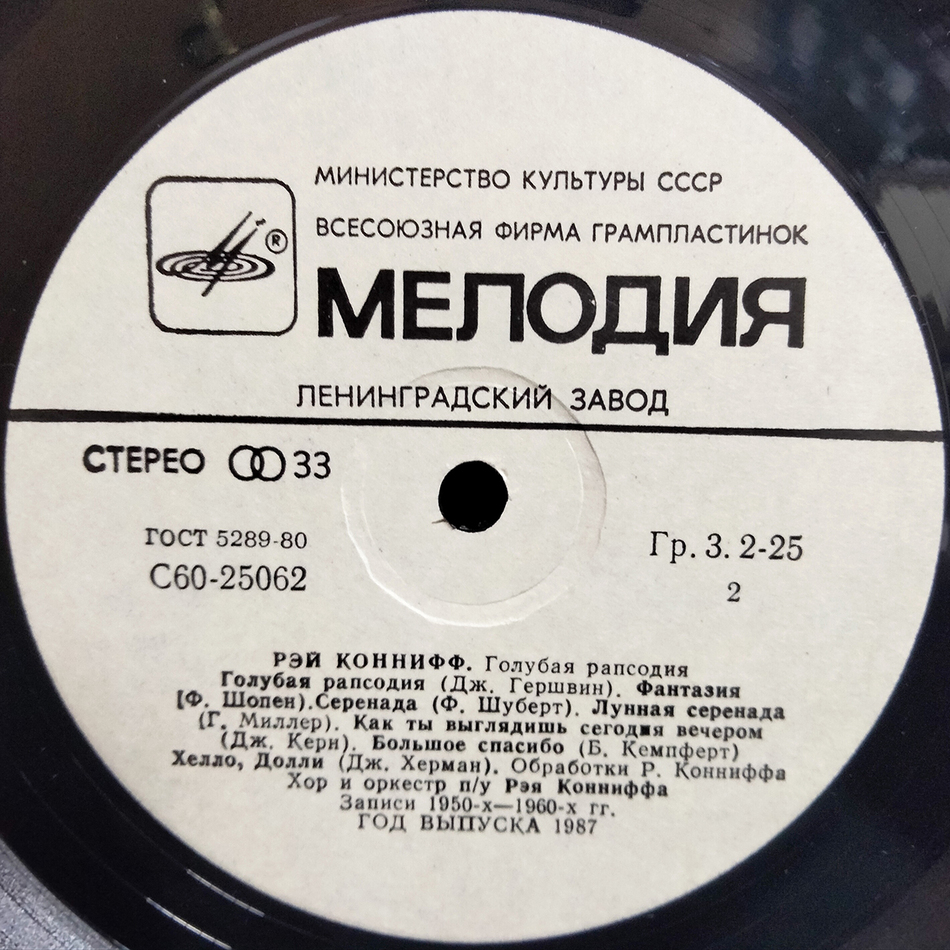 МИНИСТЕРСТВО КУЛЬТУРЫ СССР
ВСЕСОЮЗНАЯ ФИРМА ГРАМПЛАСТИНОК
®
МЕЛОДИЯ
ЛЕНИНГРАДСКИЙ ЗАВОД
СТЕРЕО 33
ГОСТ 5289-80
С60-25062
Гр. 3. 2-25
2
РЭЙ КОННИФФ. Голубая рапсодия
Голубая рапсодия (Дж. Гершвин). Фантазия
[Ф. Шопен).Серенада (Ф. Шуберт). Лунная серенада
(Г. Миллер). Как ты выглядишь сегодня вечером
(Дж. Керн). Большое спасибо (Б. Кемпферт)
Хелло, Долли (Дж. Херман). Обработки Р. Конниффа
Хор и оркестр п/у Рэя Конниффа
Записи 1950-х—1960-х гг.
ГОД ВЫПУСКА 1987